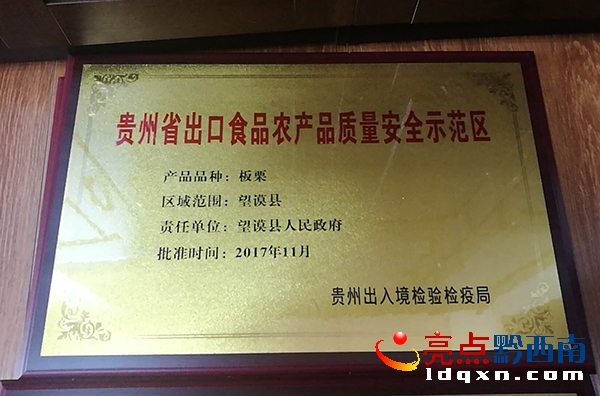 贵州省出口食品农产品质量安全示范区
产品品种：板栗
区域范围：望谟县
责任单位：望谟县人民政府
批准时间：2017年11月
贵州出入境检验检疫局
亮点黔西南
ldqxn.com